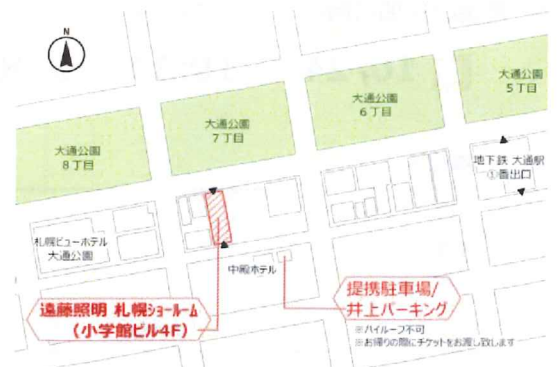 N
大通公園
5丁目
大通公園
6丁目
大通公園
7丁目
大通公園
8丁目
地下鉄 大通駅
①番出口
札幌ビューホテル
大通公園
中殿ホテル
遠藤照明 札幌ショールーム
(小学館ビル4F)
提携駐車場/
井上パーキング
※ハイルーフ不可
※お帰りの際にチケットをお渡し致します